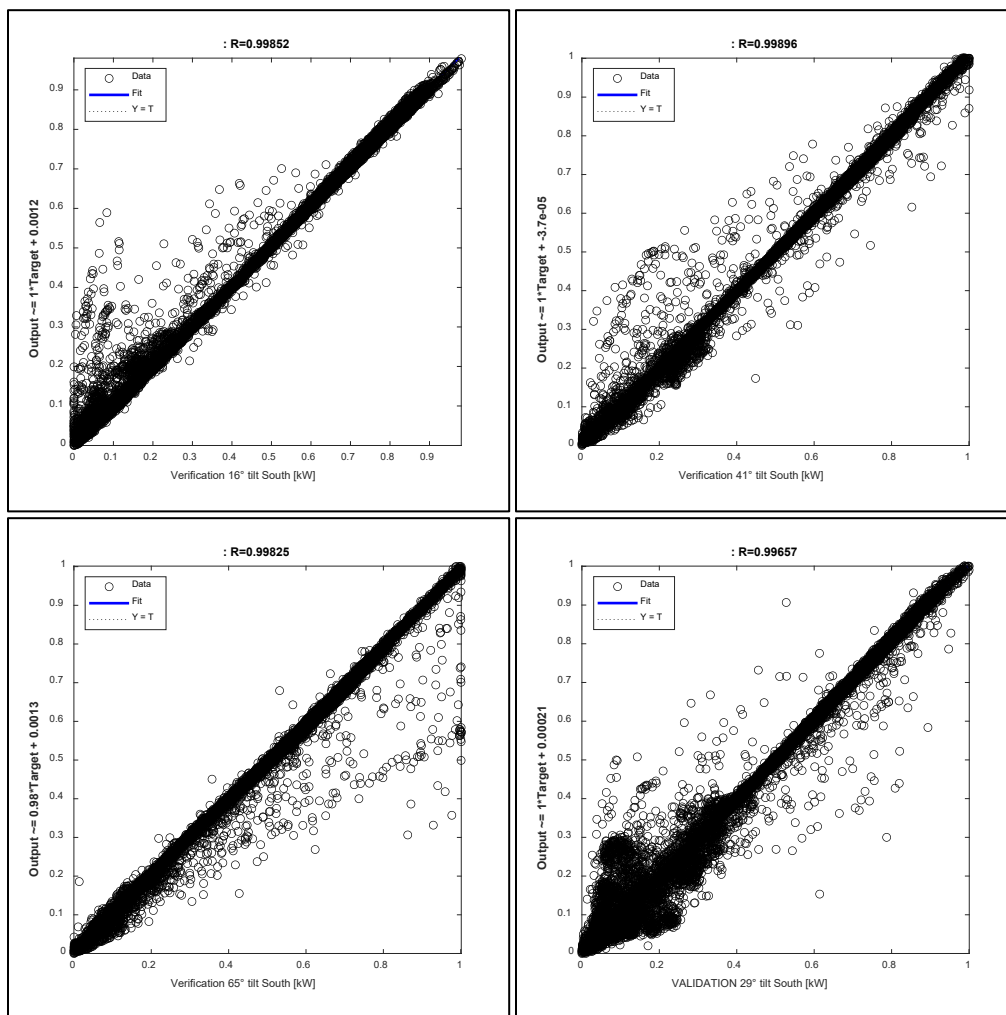 : R=0.99852
Data
Fit
Y = T
Output ~= 1*Target + 0.0012
0.9
0.8
0.7
0.6
0.5
0.4
0.3
0.2
0.1
0
0 0.1 0.2 0.3 0.4 0.5 0.6 0.7 0.8 0.9
Verification 16° tilt South [kW]
: R=0.99896
Data
Fit
Y = T
Output ~= 1*Target + -3.7e-05
1
0.9
0.8
0.7
0.6
0.5
0.4
0.3
0.2
0.1
0
0 0.2 0.4 0.6 0.8 1
Verification 41° tilt South [kW]
: R=0.99825
Data
Fit
Y = T
Output ~= 0.98*Target + 0.0013
1
0.9
0.8
0.7
0.6
0.5
0.4
0.3
0.2
0.1
0
0 0.2 0.4 0.6 0.8 1
Verification 65° tilt South [kW]
: R=0.99657
Data
Fit
Y = T
Output ~= 1*Target + 0.00021
1
0.9
0.8
0.7
0.6
0.5
0.4
0.3
0.2
0.1
0
0 0.2 0.4 0.6 0.8 1
VALIDATION 29° tilt South [kW]